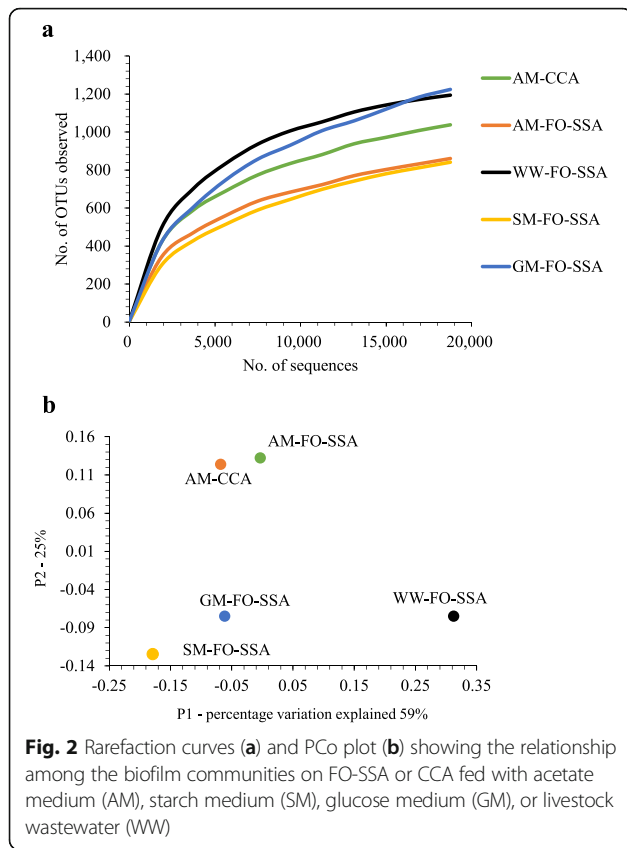 a
1,400
1,200
1,000
800
600
400
200
0
No. of OTUs observed
0 5,000 10,000 15,000 20,000
No. of sequences
AM-CCA
AM-FO-SSA
WW-FO-SSA
SM-FO-SSA
GM-FO-SSA
b
0.16
0.11
0.06
0.01
-0.04
-0.09
-0.14
P2 - 25%
AM-FO-SSA
AM-CCA
GM-FO-SSA
WW-FO-SSA
SM-FO-SSA
-0.25 -0.15 -0.05 0.05 0.15 0.25 0.35
P1 - percentage variation explained 59%
Fig. 2 Rarefaction curves (a) and PCo plot (b) showing the relationship
among the biofilm communities on FO-SSA or CCA fed with acetate
medium (AM), starch medium (SM), glucose medium (GM), or livestock
wastewater (WW)